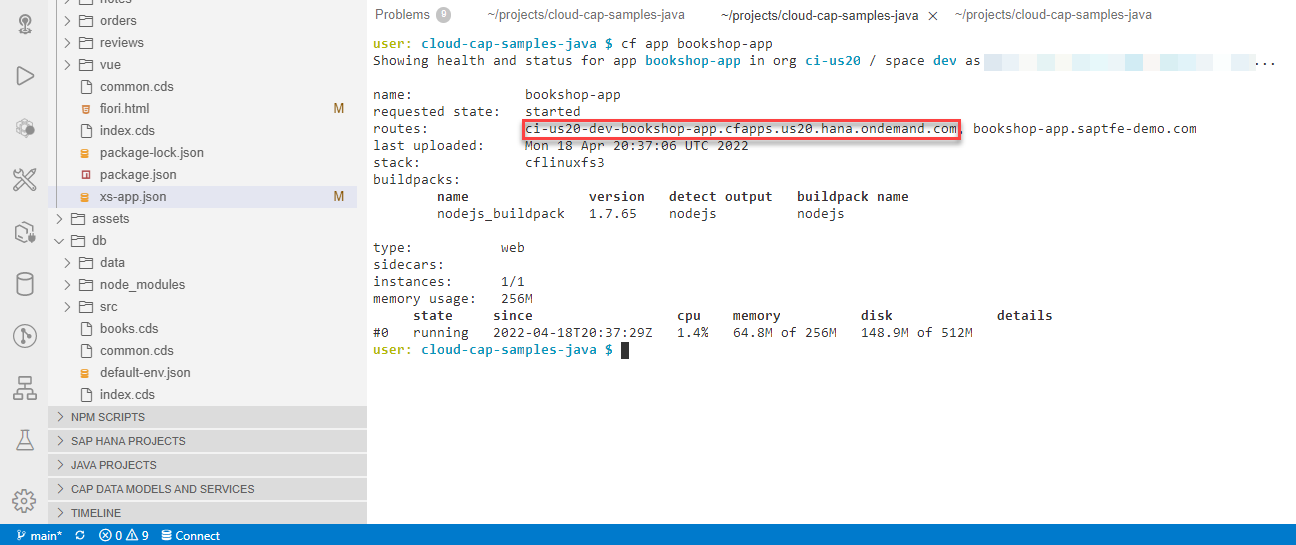 notes
orders
reviews
vue
common.cds
fiori.html M
index.cds
package-lock.json
package.json
xs-app.json M
assets
db
data
node_modules
src
books.cds
common.cds
default-env.json
index.cds
NPM SCRIPTS
SAP HANA PROJECTS
JAVA PROJECTS
CAP DATA MODELS AND SERVICES
TIMELINE
Problems 9 ~/projects/cloud-cap-samples-java ~/projects/cloud-cap-samples-java ~/projects/cloud-cap-samples-java
user: cloud-cap-samples-java $ cf app bookshop-app
Showing health and status for app bookshop-app in org ci-us20 / space dev as ...
name: bookshop-app
requested state: started
routes: ci-us20-dev-bookshop-app.cfapps.us20.hana.ondemand.com, bookshop-app.saptfe-demo.com
last uploaded: Mon 18 Apr 20:37:06 UTC 2022
stack: cflinuxfs3
buildpacks:
name version detect output buildpack name
nodejs_buildpack 1.7.65 nodejs nodejs
type: web
sidecars:
instances: 1/1
memory usage: 256M
state since cpu memory disk details
#0 running 2022-04-18T20:37:29Z 1.4% 64.8M of 256M 148.9M of 512M
user: cloud-cap-samples-java $
main* 0 9 Connect